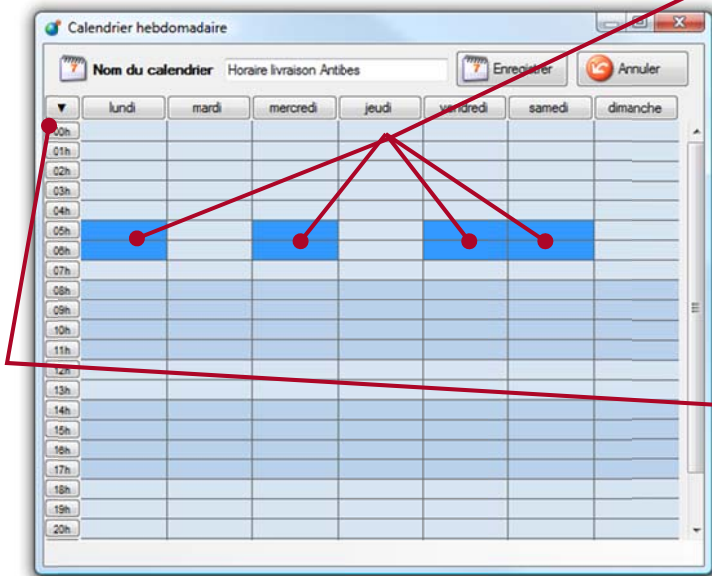 Calendrier hebdomadaire
7 Nom du calendrier Horaire livraison Antibes 7 Enregistrer Annuler
▼ lundi mardi mercredi jeudi vendredi samedi dimanche
00h
01h
02h
03h
04h
05h
06h
07h
08h
09h
10h
11h
12h
13h
14h
15h
16h
17h
18h
19h
20h